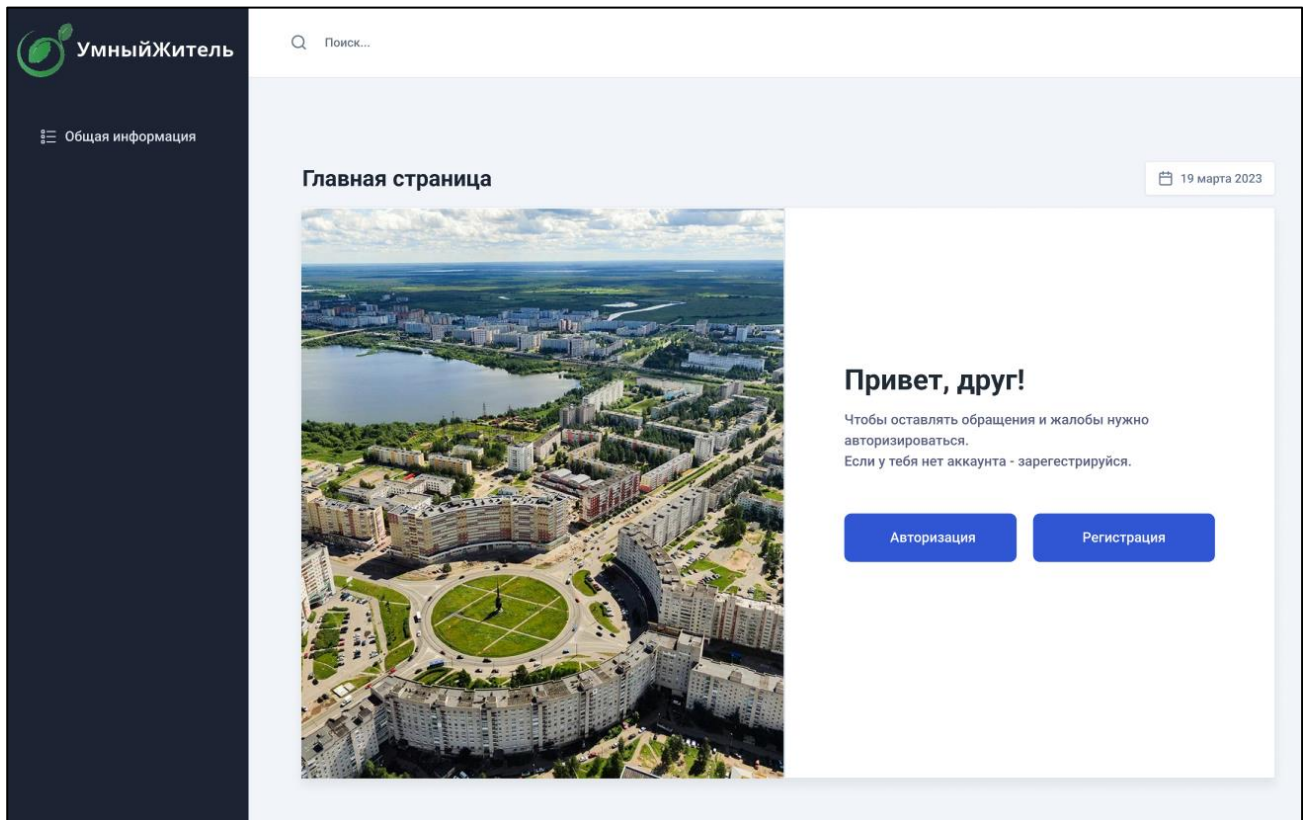 УмныйЖитель
Поиск...
Общая информация
Главная страница
19 марта 2023
Привет, друг!
Чтобы оставлять обращения и жалобы нужно
авторизироваться.
Если у тебя нет аккаунта - зарегестрируйся.
Авторизация
Регистрация